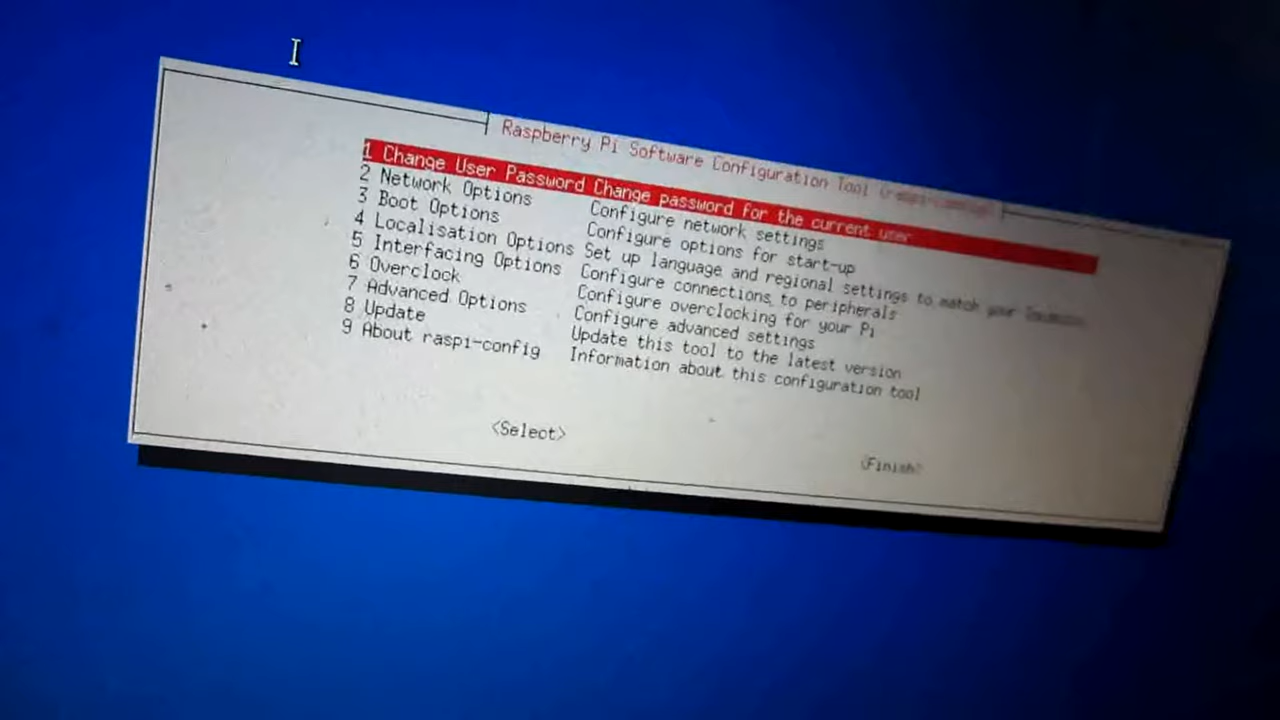 Raspberry Pi Software Configuration Tool (raspi-config)
1 Change User Password Change password for the current user
2 Network Options Configure network settings
3 Boot Options Configure options for start-up
4 Localisation Options Set up language and regional settings to match your
5 Interfacing Options Configure connections to peripherals
6 Overclock Configure overclocking for your Pi
7 Advanced Options Configure advanced settings
8 Update Update this tool to the latest version
9 About raspi-config Information about this configuration tool
<Select> <Finish>